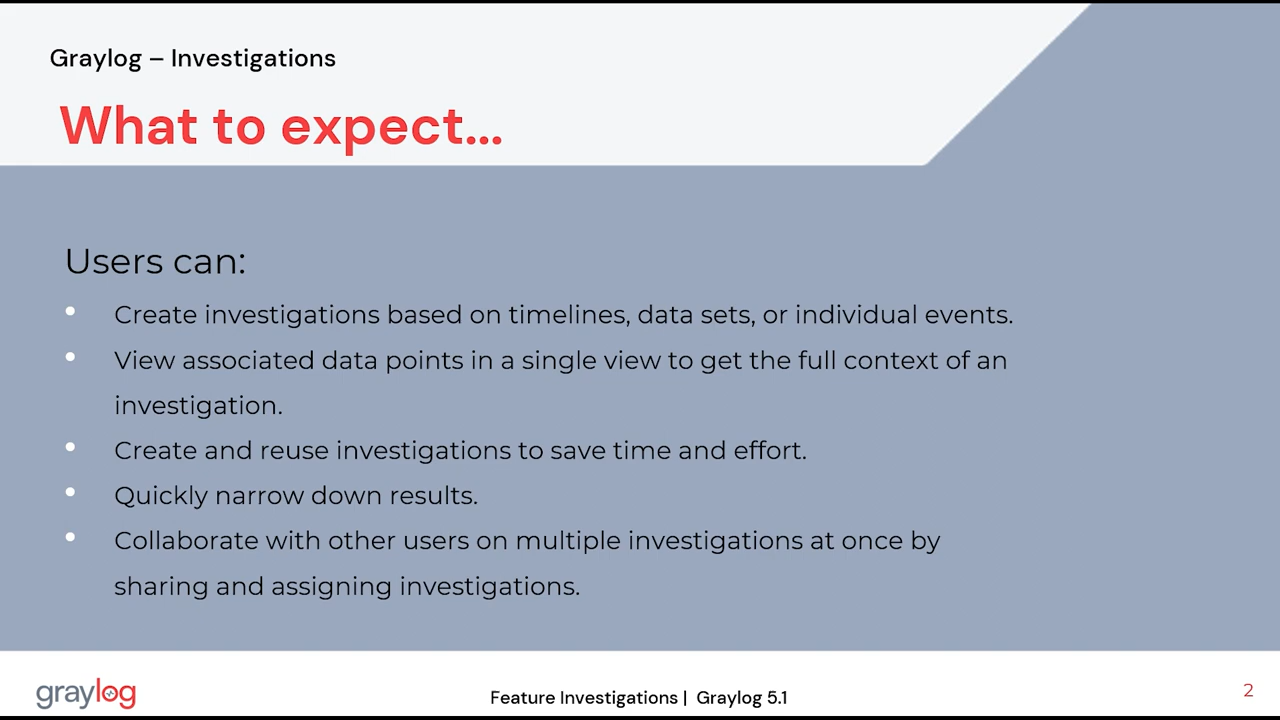 Graylog – Investigations
What to expect...
Users can:
• Create investigations based on timelines, data sets, or individual events.
• View associated data points in a single view to get the full context of an
investigation.
• Create and reuse investigations to save time and effort.
• Quickly narrow down results.
• Collaborate with other users on multiple investigations at once by
sharing and assigning investigations.
graylog
Feature Investigations | Graylog 5.1
2